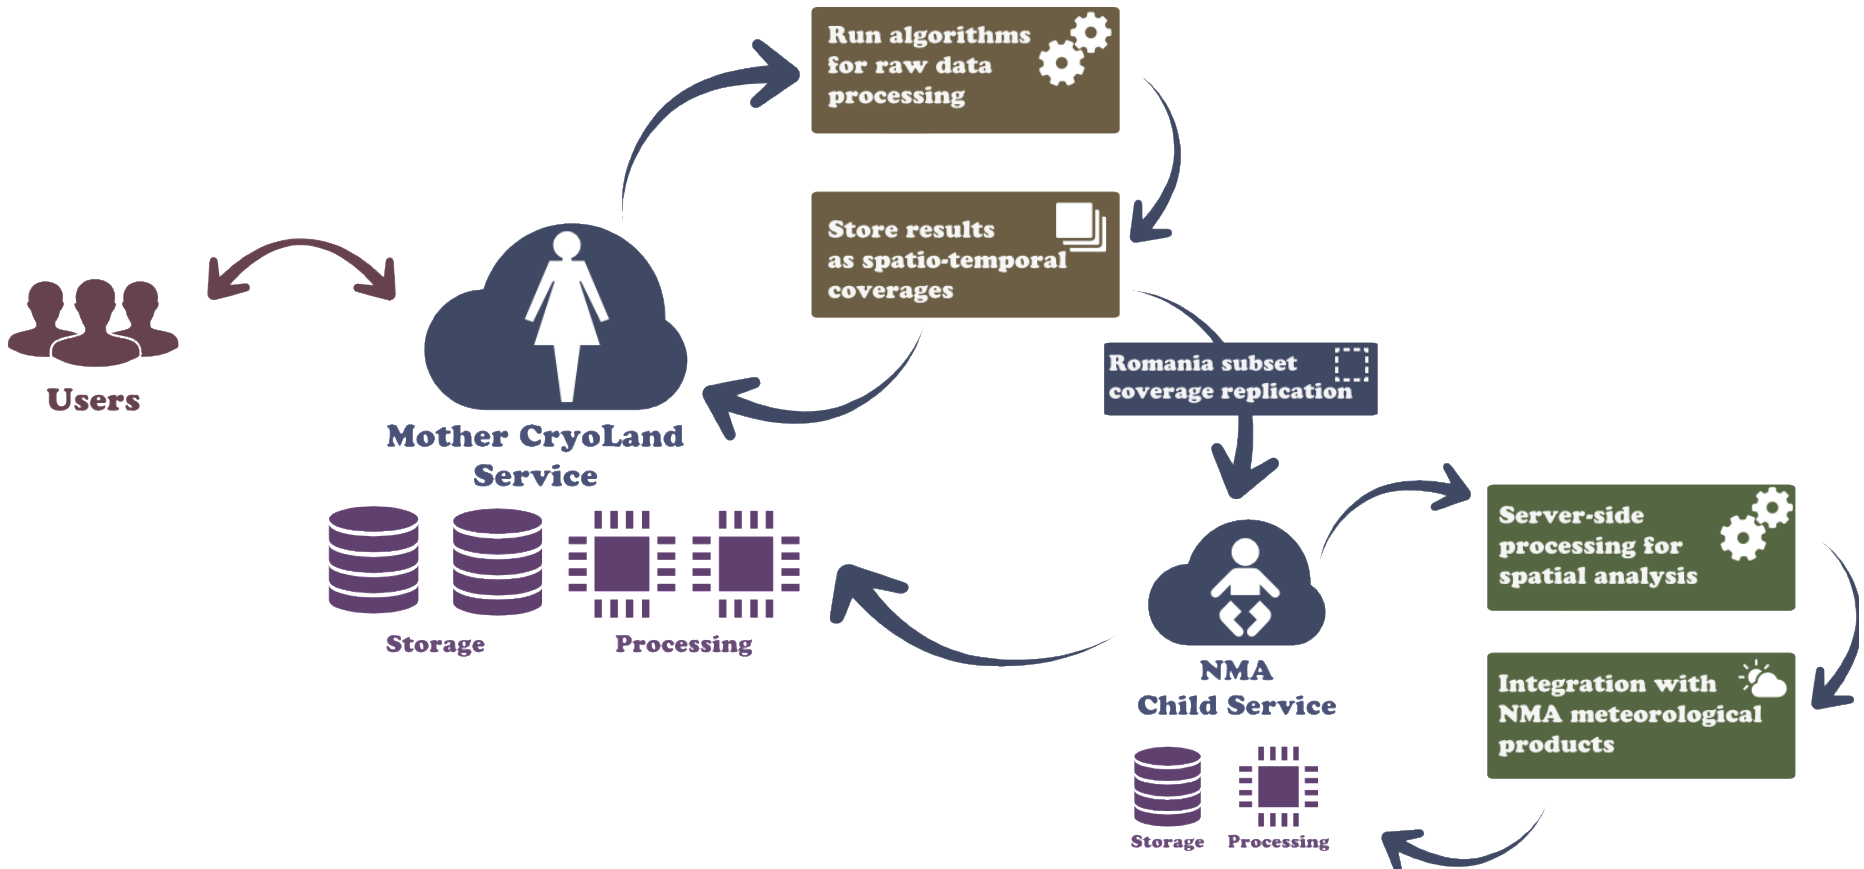 Run algorithms
for raw data
processing
Store results
as spatio-temporal
coverages
Users
Mother CryoLand
Service
Storage
Processing
Romania subset
coverage replication
NMA
Child Service
Storage
Processing
Server-side
processing for
spatial analysis
Integration with
NMA meteorological
products